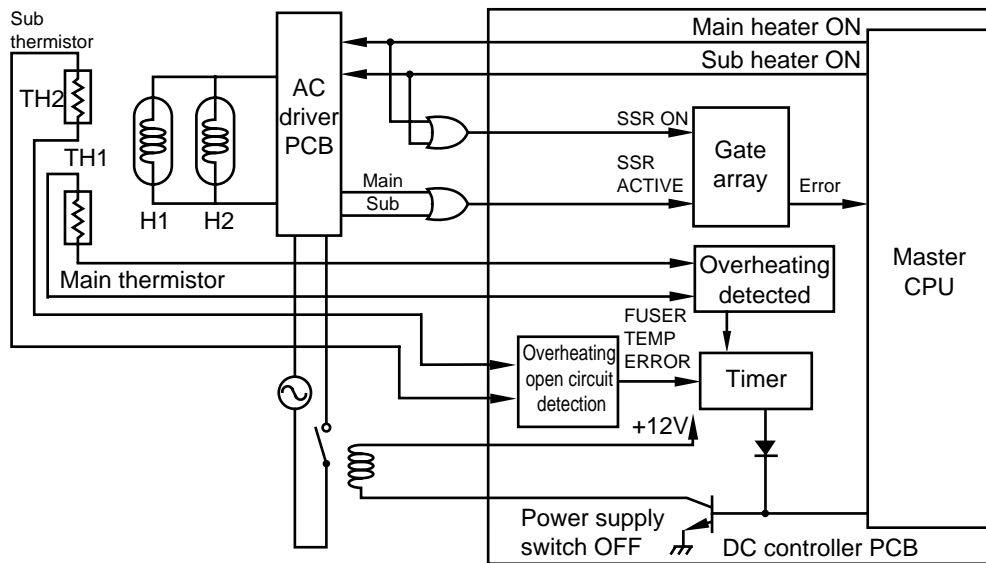 Sub
thermistor
TH2
TH1
H1
H2
Main thermistor
AC
driver
PCB
Main heater ON
Sub heater ON
SSR ON
SSR
ACTIVE
Main
Sub
Gate
array
Error
Master
CPU
Overheating
detected
FUSER
TEMP
ERROR
Overheating
open circuit
detection
Timer
+12V
Power supply
switch OFF
DC controller PCB